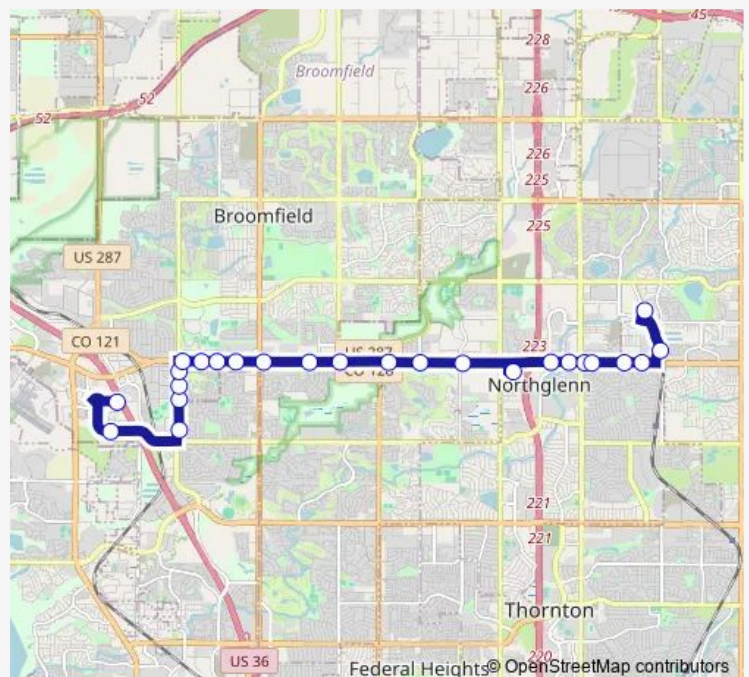 45
228
Broomfield
52
226
52
226
225
Broomfield
225
US 287
CO 121
US 287
CO 128
223
Northglenn
221
221
Thornton
220
US 36
Federal Heights
© OpenStreetMap contributors